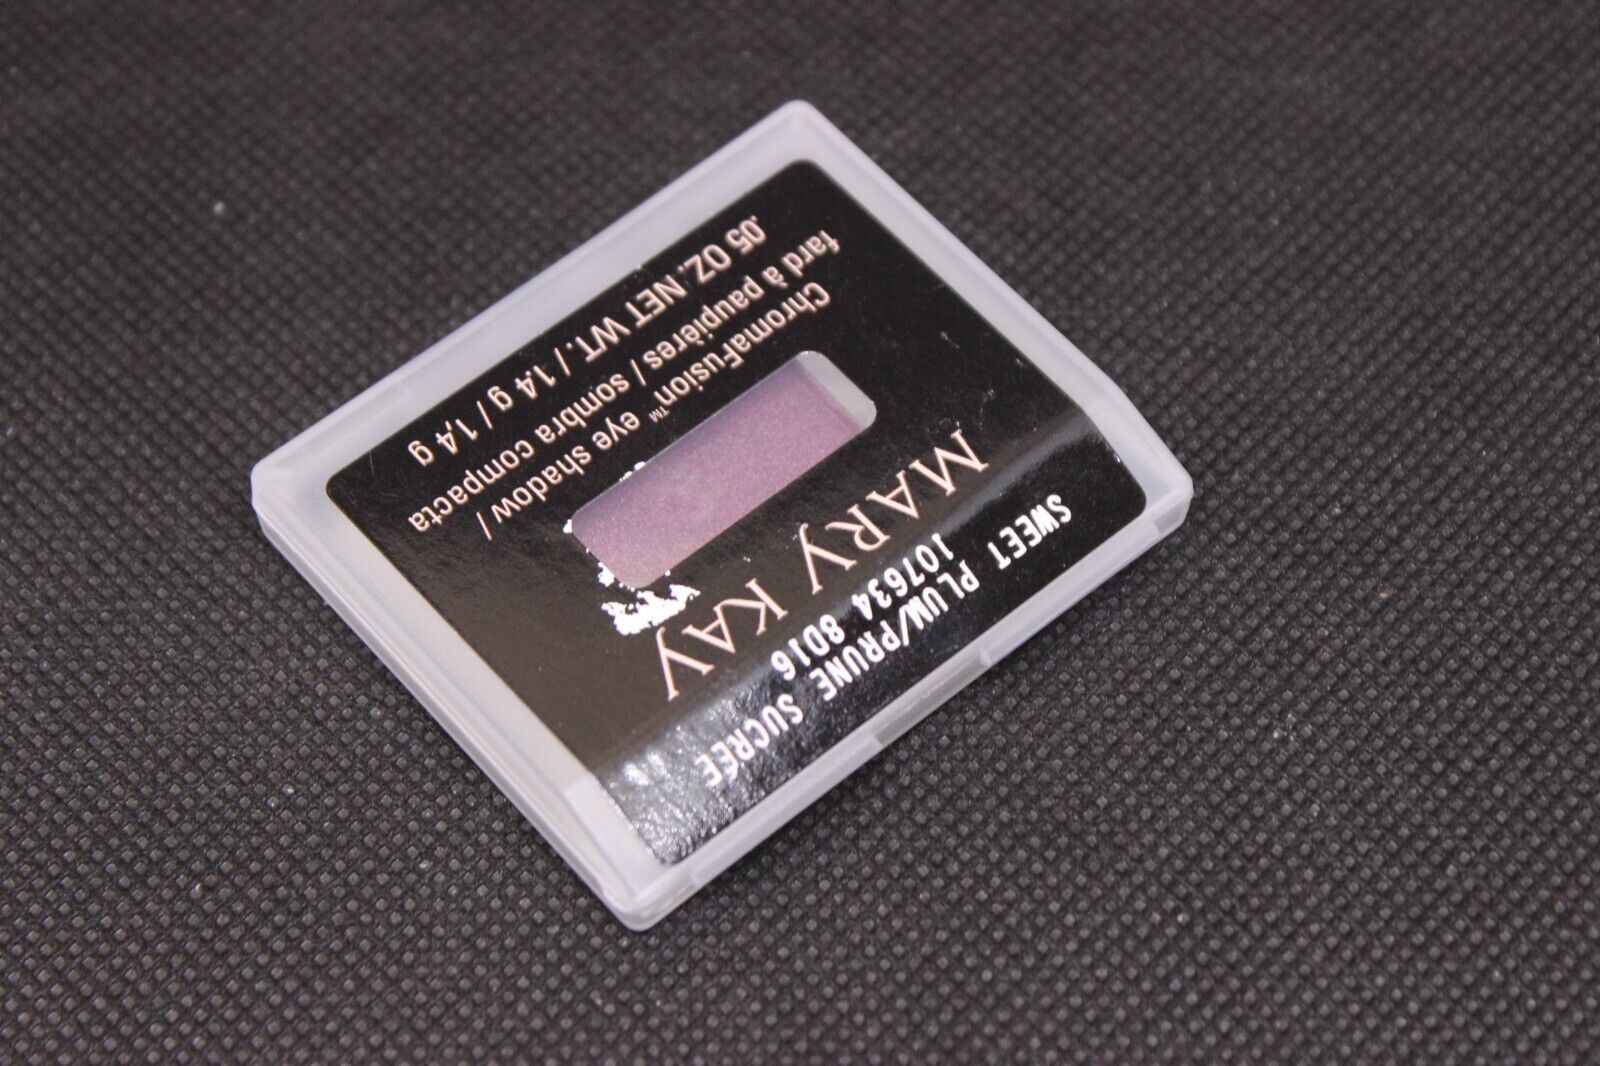 SWEET PLUM/PRUNE SUCRÉE
107634 8D16
MARY KAY
ChromaFusion™ eye shadow /
fard à paupières / sombra compacta
.05 OZ. NET WT. / 1.4 g / 1,4 g